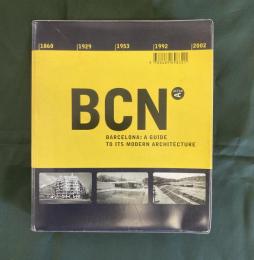 1860 1929 1953 1992 2002
BCN
BARCELONA: A GUIDE
TO ITS MODERN ARCHITECTURE